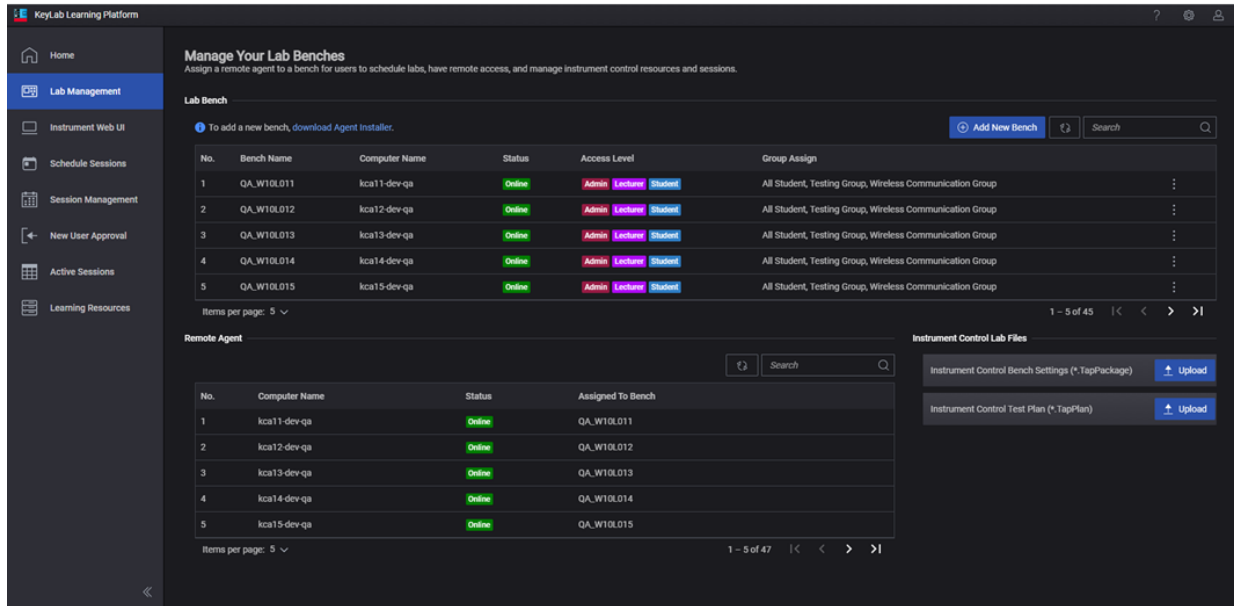 KeyLab Learning Platform
Home
Lab Management
Instrument Web UI
Schedule Sessions
Session Management
New User Approval
Active Sessions
Learning Resources
Manage Your Lab Benches
Assign a remote agent to a bench for users to schedule labs, have remote access, and manage instrument control resources and sessions.
Lab Bench
To add a new bench, download Agent Installer.
Add New Bench
Search
No. Bench Name Computer Name Status Access Level Group Assign
1 QA_W10L011 kca11-dev-qa Online Admin Lecturer Student All Student, Testing Group, Wireless Communication Group
2 QA_W10L012 kca12-dev-qa Online Admin Lecturer Student All Student, Testing Group, Wireless Communication Group
3 QA_W10L013 kca13-dev-qa Online Admin Lecturer Student All Student, Testing Group, Wireless Communication Group
4 QA_W10L014 kca14-dev-qa Online Admin Lecturer Student All Student, Testing Group, Wireless Communication Group
5 QA_W10L015 kca15-dev-qa Online Admin Lecturer Student All Student, Testing Group, Wireless Communication Group
Items per page: 5
1 – 5 of 45
Remote Agent
Search
No. Computer Name Status Assigned To Bench
1 kca11-dev-qa Online QA_W10L011
2 kca12-dev-qa Online QA_W10L012
3 kca13-dev-qa Online QA_W10L013
4 kca14-dev-qa Online QA_W10L014
5 kca15-dev-qa Online QA_W10L015
Items per page: 5
1 – 5 of 47
Instrument Control Lab Files
Instrument Control Bench Settings (*.TapPackage) Upload
Instrument Control Test Plan (*.TapPlan) Upload